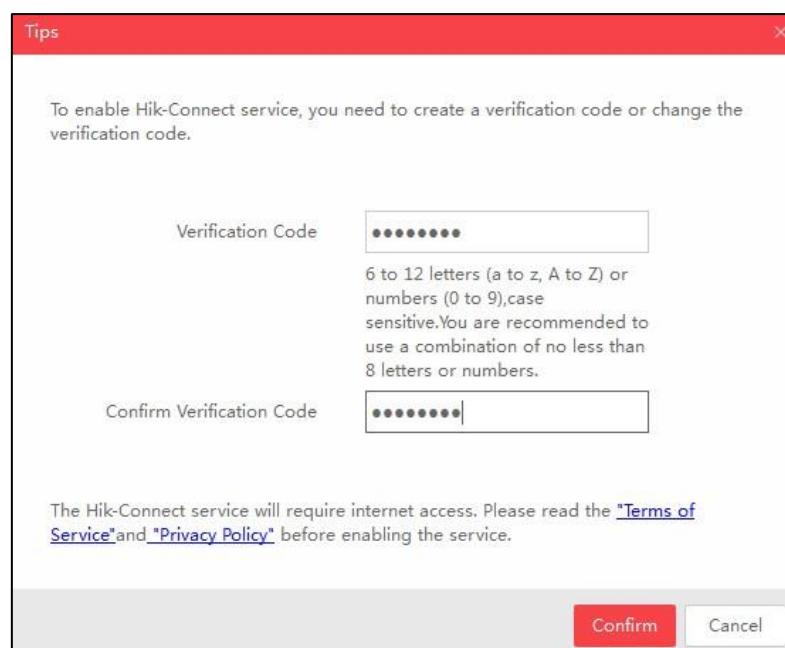 Tips
To enable Hik-Connect service, you need to create a verification code or change the
verification code.
Verification Code
••••••••
6 to 12 letters (a to z, A to Z) or
numbers (0 to 9),case
sensitive.You are recommended to
use a combination of no less than
8 letters or numbers.
Confirm Verification Code
••••••••
The Hik-Connect service will require internet access. Please read the "Terms of
Service"and "Privacy Policy" before enabling the service.
Confirm Cancel